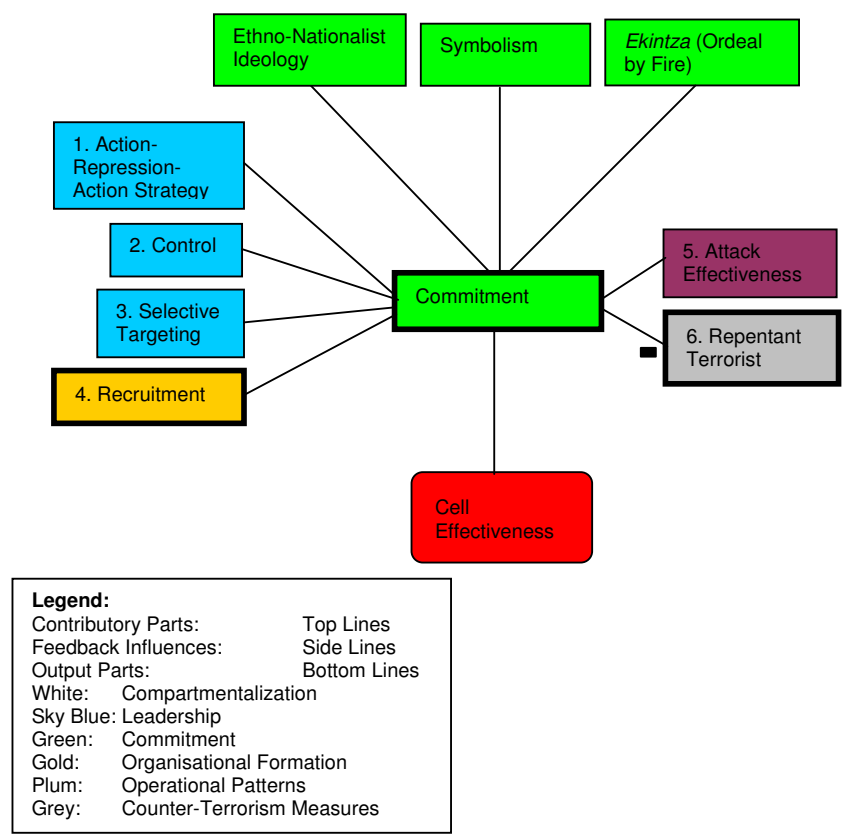 Ethno-Nationalist
Ideology
Symbolism
Ekintza (Ordeal
by Fire)
1. Action-
Repression-
Action Strategy
2. Control
3. Selective
Targeting
4. Recruitment
Commitment
5. Attack
Effectiveness
6. Repentant
Terrorist
Cell
Effectiveness
Legend:
Contributory Parts: Top Lines
Feedback Influences: Side Lines
Output Parts: Bottom Lines
White: Compartmentalization
Sky Blue: Leadership
Green: Commitment
Gold: Organisational Formation
Plum: Operational Patterns
Grey: Counter-Terrorism Measures